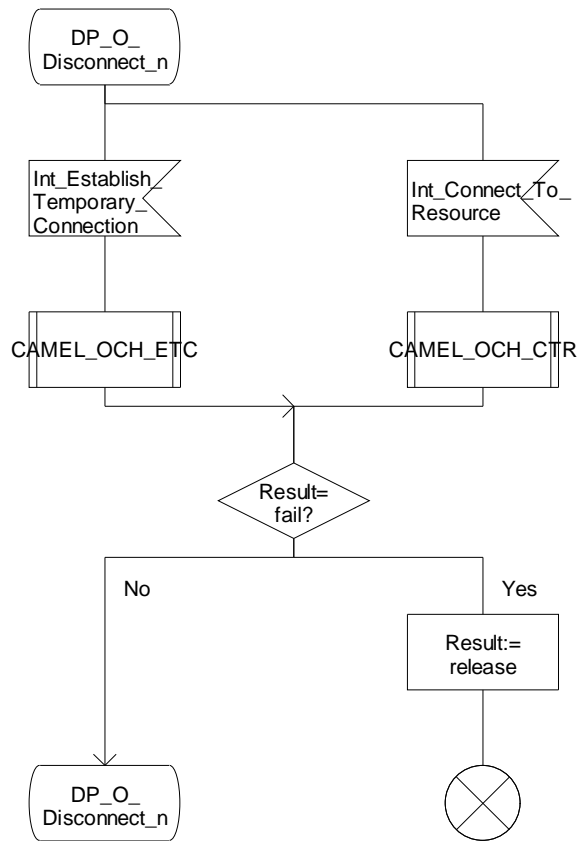 DP_O_
Disconnect_n
Int_Establish_
Temporary_
Connection
Int_Connect_To_
Resource
CAMEL_OCH_ETC
CAMEL_OCH_CTR
Result=
fail?
No
Yes
Result:=
release
DP_O_
Disconnect_n